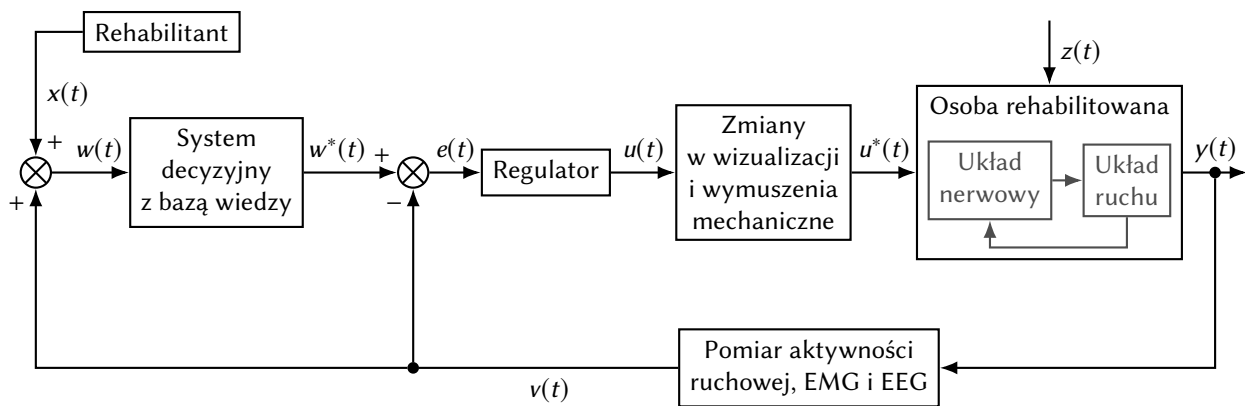 Rehabilitant
x(t)
+
+
w(t)
System
decyzyjny
z bazą wiedzy
w*(t)
+
−
e(t)
Regulator
u(t)
Zmiany
w wizualizacji
i wymuszenia
mechaniczne
u*(t)
z(t)
Osoba rehabilitowana
Układ
nerwowy
Układ
ruchu
y(t)
Pomiar aktywności
ruchowej, EMG i EEG
v(t)